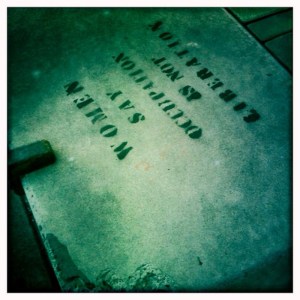 WOMEN
SAY
OCCUPATION
IS NOT
LIBERATION